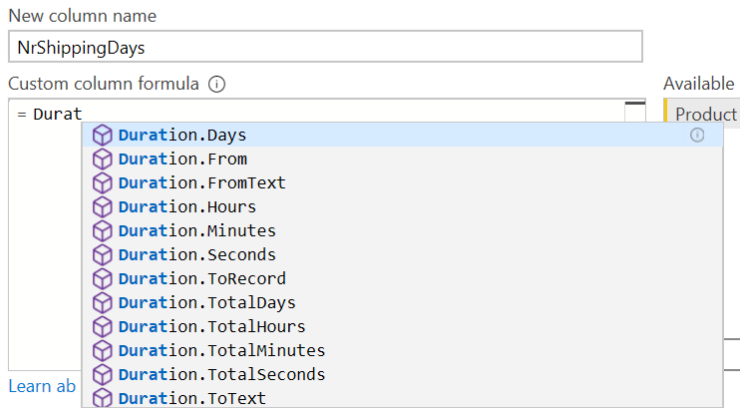 New column name
NrShippingDays
Custom column formula
Available
= Durat
Product
Duration.Days
Duration.From
Duration.FromText
Duration.Hours
Duration.Minutes
Duration.Seconds
Duration.ToRecord
Duration.TotalDays
Duration.TotalHours
Duration.TotalMinutes
Duration.TotalSeconds
Learn ab
Duration.ToText